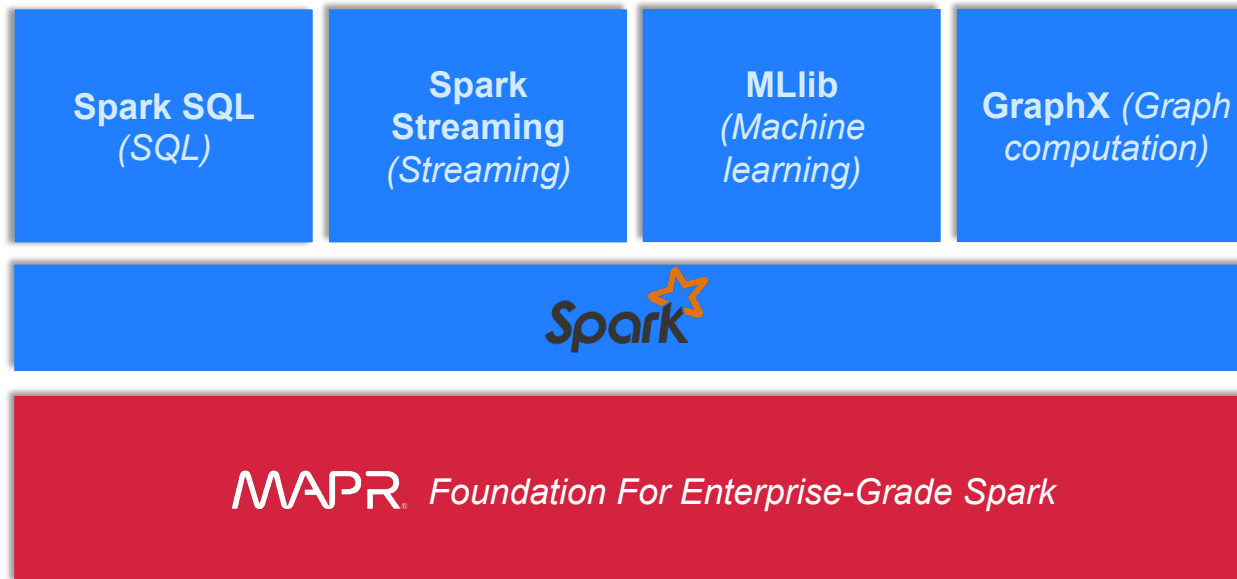 Spark SQL
(SQL)
Spark
Streaming
(Streaming)
MLlib
(Machine
learning)
GraphX (Graph
computation)
Spark
MAPR® Foundation For Enterprise-Grade Spark